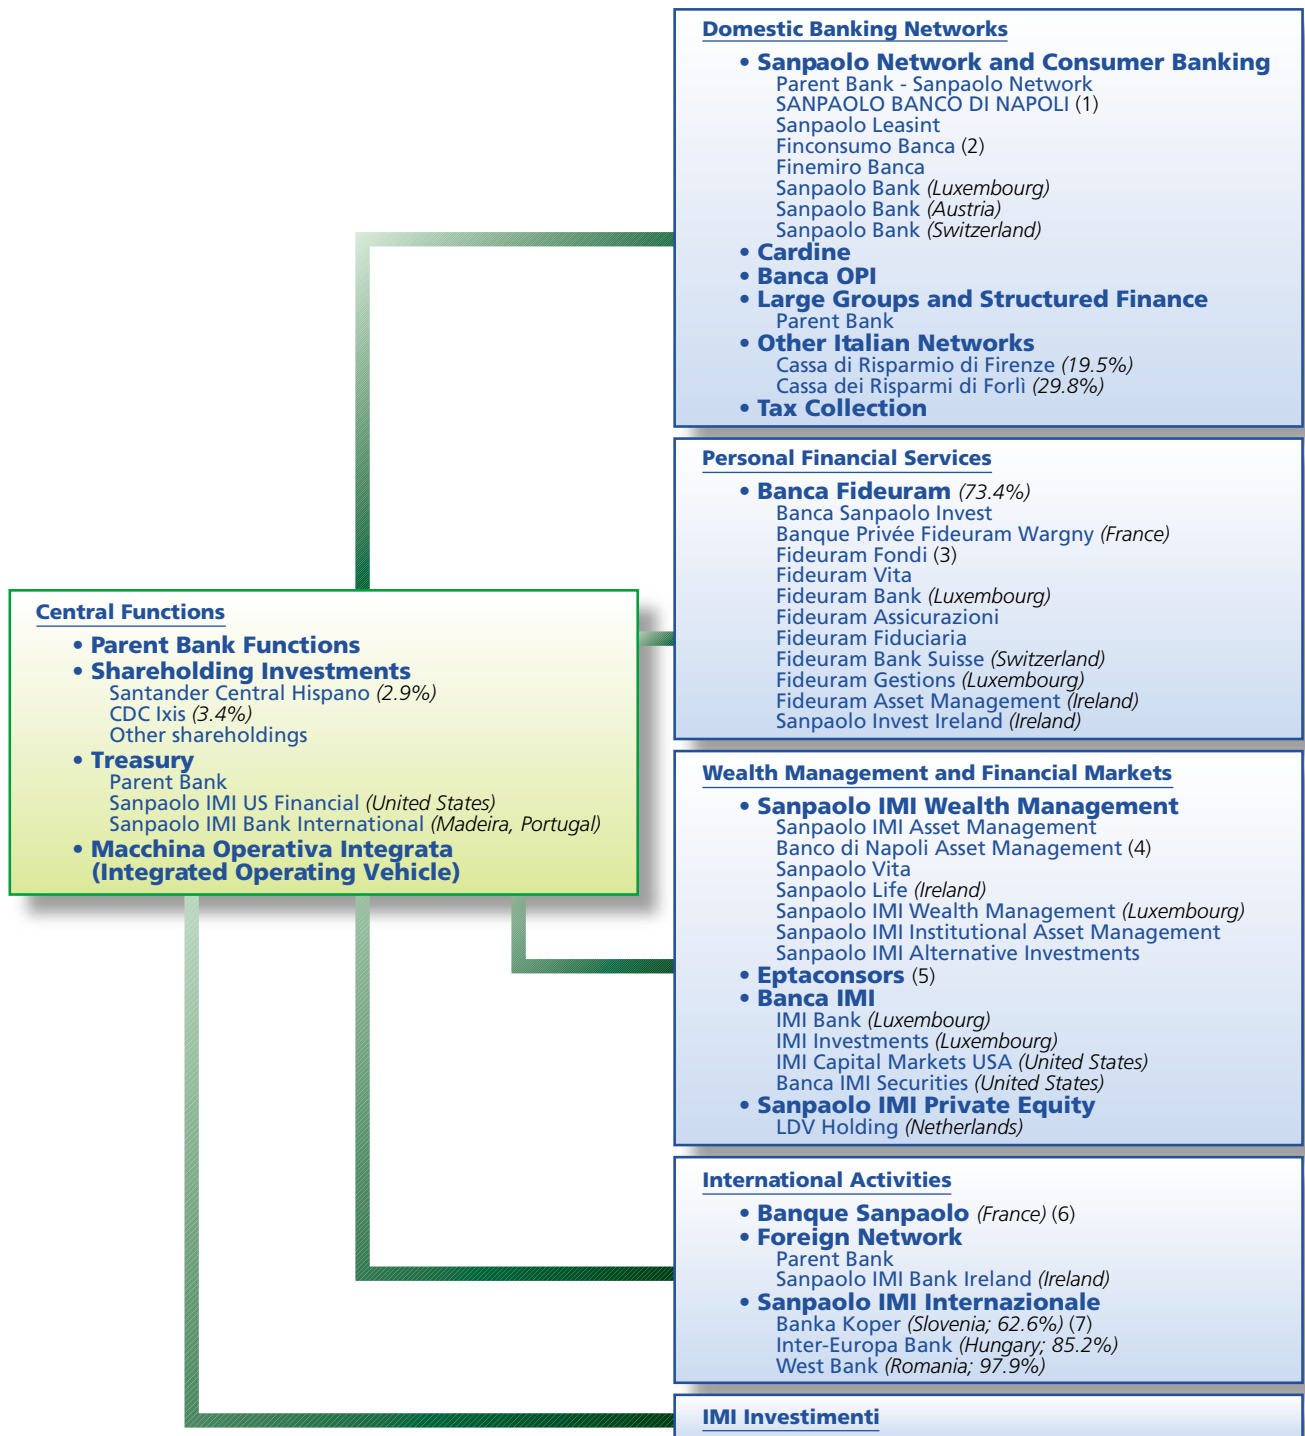 Domestic Banking Networks
• Sanpaolo Network and Consumer Banking
Parent Bank - Sanpaolo Network
SANPAOLO BANCO DI NAPOLI (1)
Sanpaolo Leasint
Finconsumo Banca (2)
Finemiro Banca
Sanpaolo Bank (Luxembourg)
Sanpaolo Bank (Austria)
Sanpaolo Bank (Switzerland)
• Cardine
• Banca OPI
• Large Groups and Structured Finance
Parent Bank
• Other Italian Networks
Cassa di Risparmio di Firenze (19.5%)
Cassa dei Risparmi di Forlì (29.8%)
• Tax Collection
Personal Financial Services
• Banca Fideuram (73.4%)
Banca Sanpaolo Invest
Banque Privée Fideuram Wargny (France)
Fideuram Fondi (3)
Fideuram Vita
Fideuram Bank (Luxembourg)
Fideuram Assicurazioni
Fideuram Fiduciaria
Fideuram Bank Suisse (Switzerland)
Fideuram Gestions (Luxembourg)
Fideuram Asset Management (Ireland)
Sanpaolo Invest Ireland (Ireland)
Central Functions
• Parent Bank Functions
• Shareholding Investments
Santander Central Hispano (2.9%)
CDC Ixis (3.4%)
Other shareholdings
• Treasury
Parent Bank
Sanpaolo IMI US Financial (United States)
Sanpaolo IMI Bank International (Madeira, Portugal)
• Macchina Operativa Integrata
(Integrated Operating Vehicle)
Wealth Management and Financial Markets
• Sanpaolo IMI Wealth Management
Sanpaolo IMI Asset Management
Banco di Napoli Asset Management (4)
Sanpaolo Vita
Sanpaolo Life (Ireland)
Sanpaolo IMI Wealth Management (Luxembourg)
Sanpaolo IMI Institutional Asset Management
Sanpaolo IMI Alternative Investments
• Eptaconsors (5)
• Banca IMI
IMI Bank (Luxembourg)
IMI Investments (Luxembourg)
IMI Capital Markets USA (United States)
Banca IMI Securities (United States)
• Sanpaolo IMI Private Equity
LDV Holding (Netherlands)
International Activities
• Banque Sanpaolo (France) (6)
• Foreign Network
Parent Bank
Sanpaolo IMI Bank Ireland (Ireland)
• Sanpaolo IMI Internazionale
Banka Koper (Slovenia; 62.6%) (7)
Inter-Europa Bank (Hungary; 85.2%)
West Bank (Romania; 97.9%)
IMI Investimenti